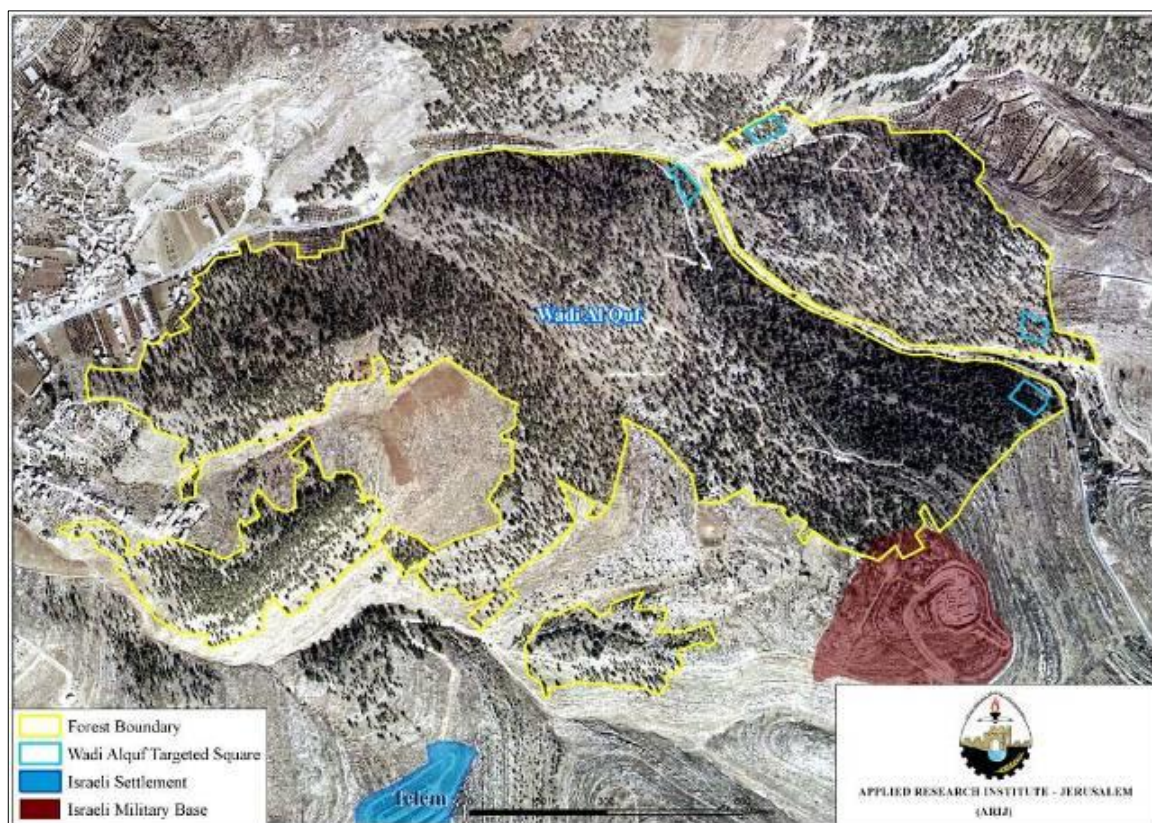 Wadi Al Quf
Forest Boundary
Wadi Alquf Targeted Square
Israeli Settlement
Israeli Military Base
Telem
APPLIED RESEARCH INSTITUTE - JERUSALEM
(ARIJ)